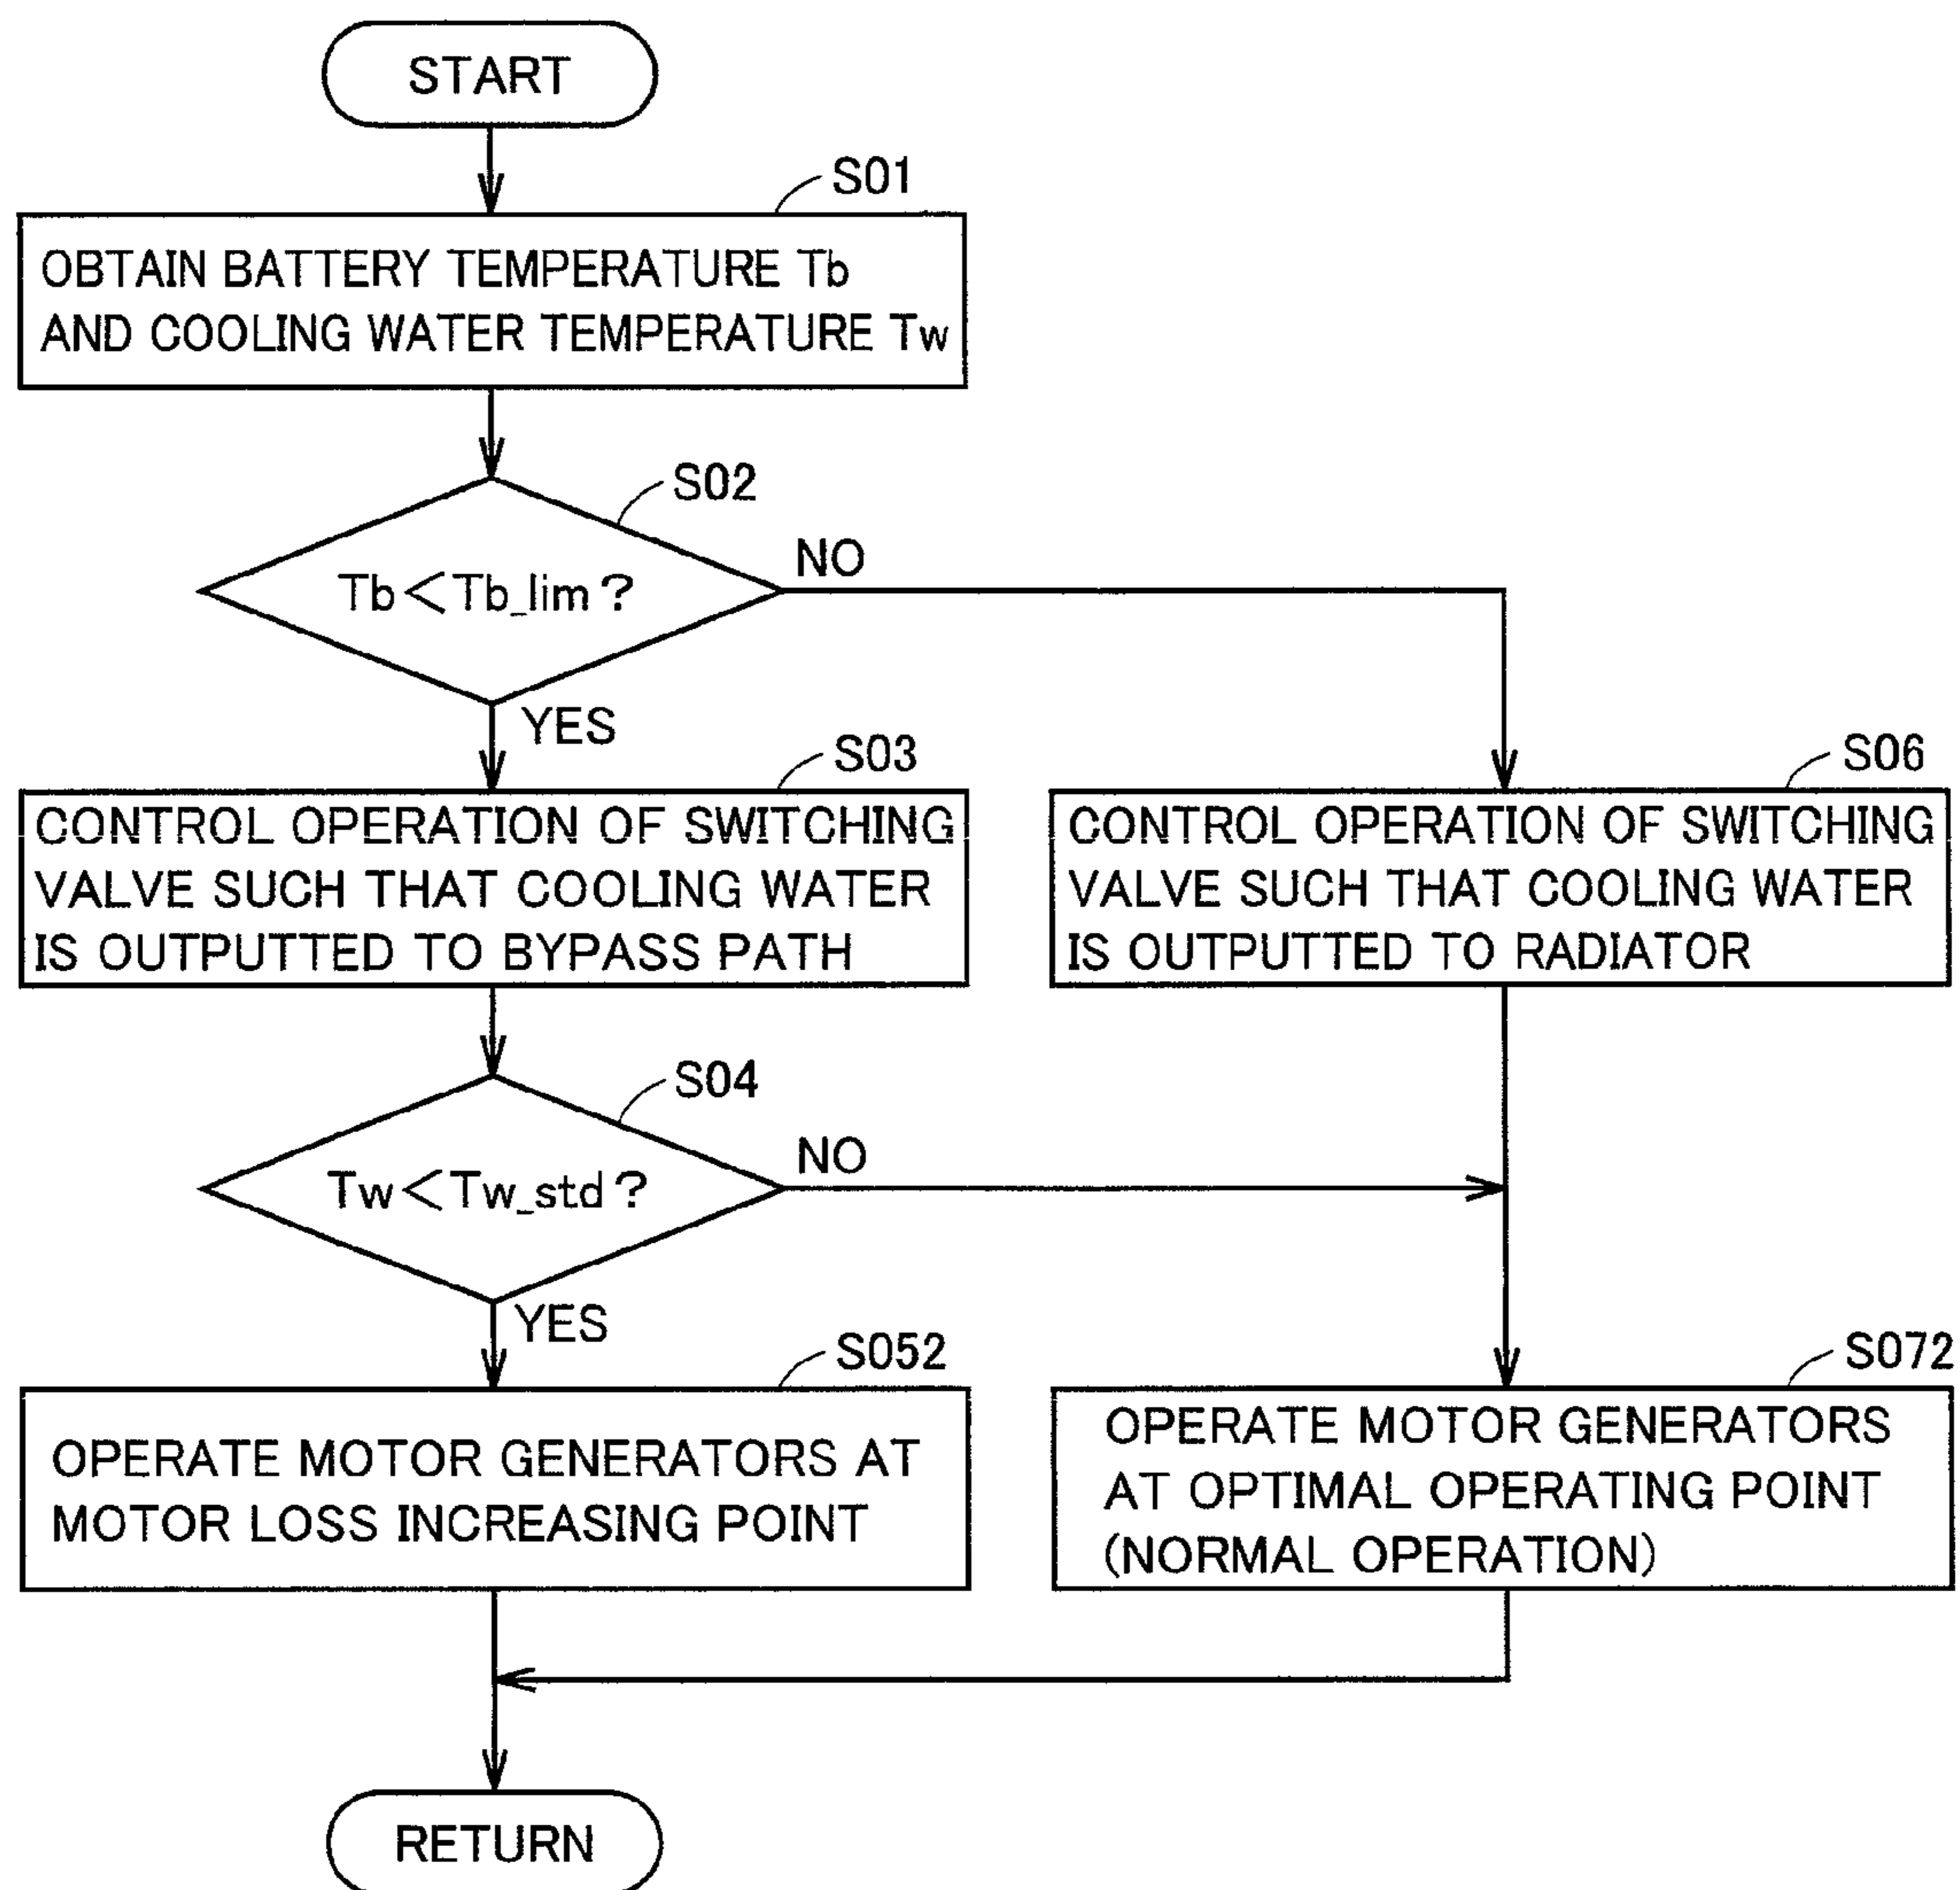 START
S01
OBTAIN BATTERY TEMPERATURE Tb
AND COOLING WATER TEMPERATURE Tw
S02
Tb<Tb_lim?
NO
YES
S03
CONTROL OPERATION OF SWITCHING
VALVE SUCH THAT COOLING WATER
IS OUTPUTTED TO BYPASS PATH
S06
CONTROL OPERATION OF SWITCHING
VALVE SUCH THAT COOLING WATER
IS OUTPUTTED TO RADIATOR
S04
Tw<Tw_std?
NO
YES
S052
OPERATE MOTOR GENERATORS AT
MOTOR LOSS INCREASING POINT
S072
OPERATE MOTOR GENERATORS
AT OPTIMAL OPERATING POINT
(NORMAL OPERATION)
RETURN